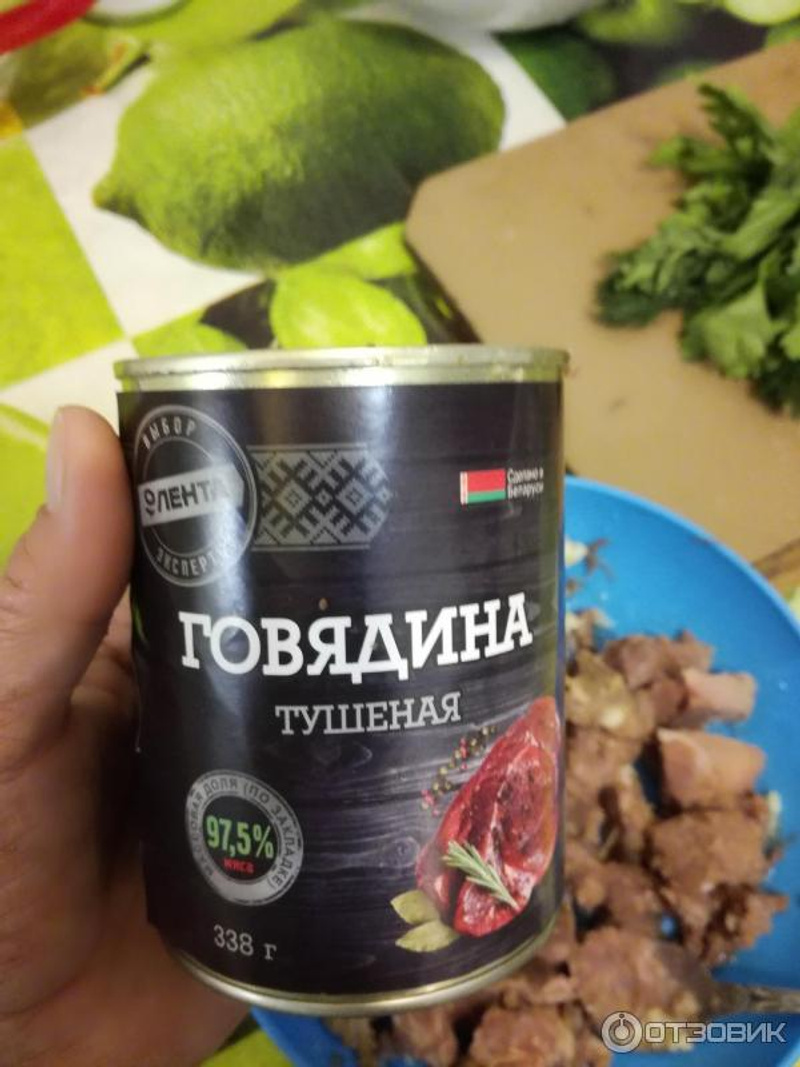 ВЫБОР
ЛЕНТА
ЭКСПЕРТА
Сделано в
Беларуси
ГОВЯДИНА
ТУШЕНАЯ
МАССОВАЯ ДОЛЯ (ПО ЗАКЛАДКЕ)
97,5%
мяса
338 г
ОТЗОВИК